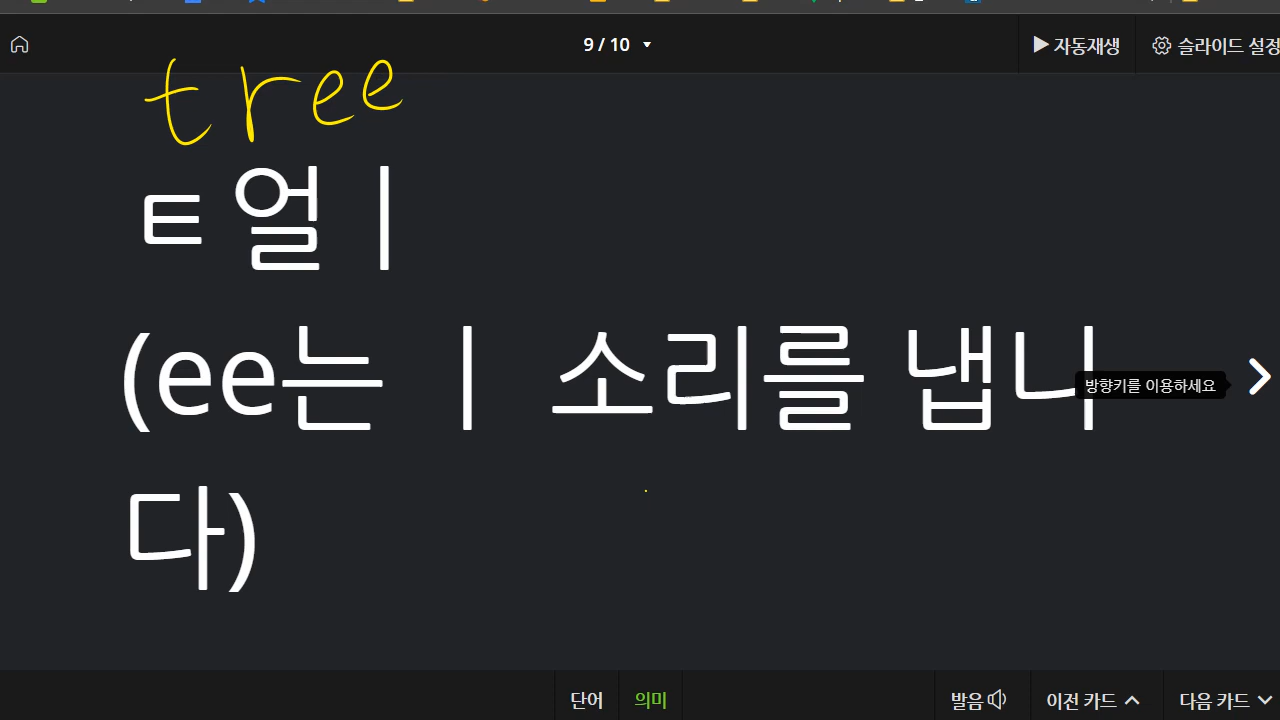 9 / 10
자동재생
슬라이드 설정
tree
ㅌ얼ㅣ
(ee는 ㅣ 소리를 냅니
다)
방향키를 이용하세요
단어
의미
발음
이전 카드
다음 카드